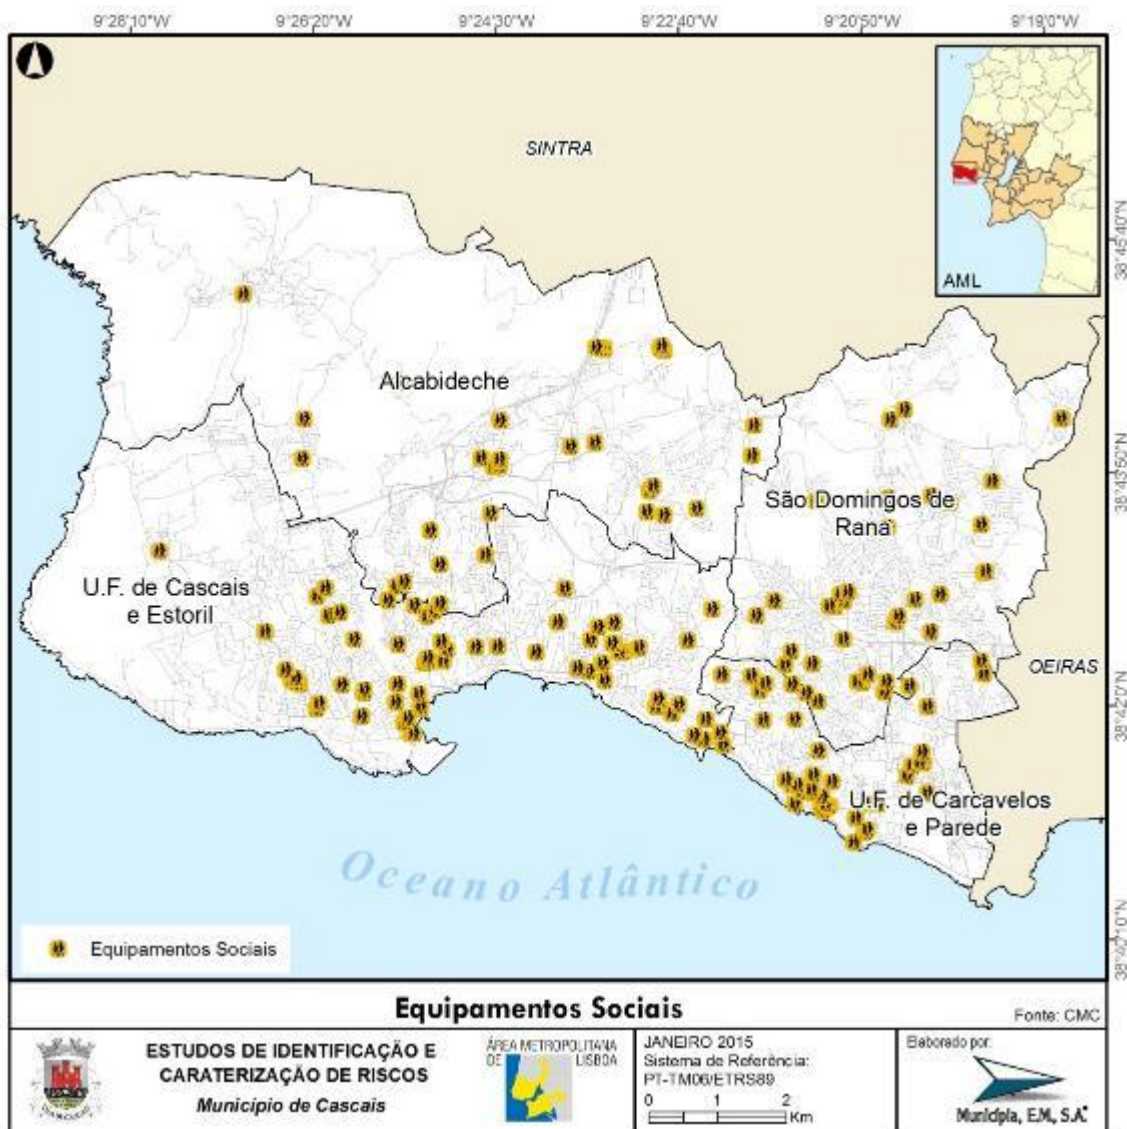 9°28'10"W
9°26'20"W
9°24'30"W
9°22'40"W
9°20'50"W
9°19'0"W
SINTRA
AML
38°45'40"N
Alcabideche
38°43'50"N
São Domingos de
Rana
U.F. de Cascais
e Estoril
OEIRAS
38°42'0"N
U.F. de Carcavelos
e Parede
Oceano Atlântico
38°40'10"N
Equipamentos Sociais
Equipamentos Sociais
Fonte: CMC
ESTUDOS DE IDENTIFICAÇÃO E
CARATERIZAÇÃO DE RISCOS
Município de Cascais
ÁREA METROPOLITANA
DE LISBOA
JANEIRO 2015
Sistema de Referência:
PT-TM06/ETRS89
0 1 2
Km
Elaborado por:
Municípia, E.M., S.A.